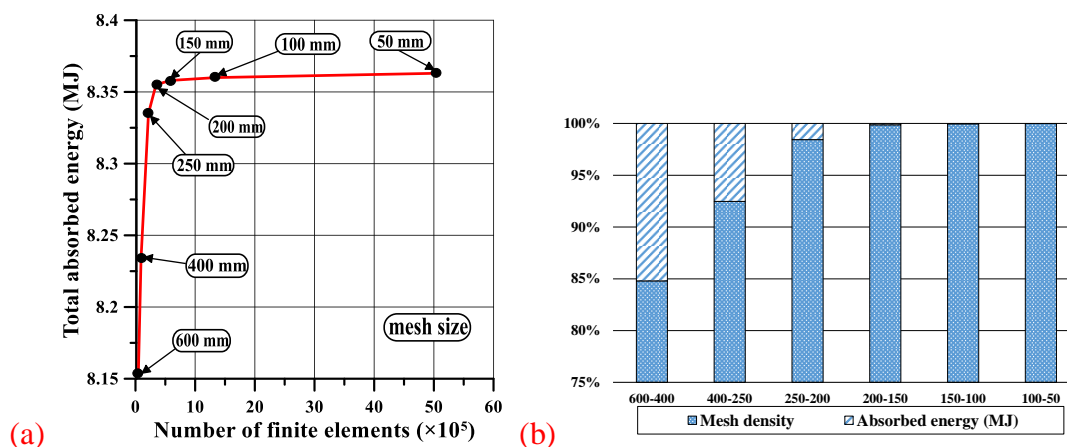 8.4
8.35
8.3
8.25
8.2
8.15
Total absorbed energy (MJ)
150 mm
100 mm
50 mm
200 mm
250 mm
400 mm
600 mm
mesh size
0 10 20 30 40 50 60
Number of finite elements (×10⁵)
(a)
100%
95%
90%
85%
80%
75%
600-400 400-250 250-200 200-150 150-100 100-50
Mesh density Absorbed energy (MJ)
(b)